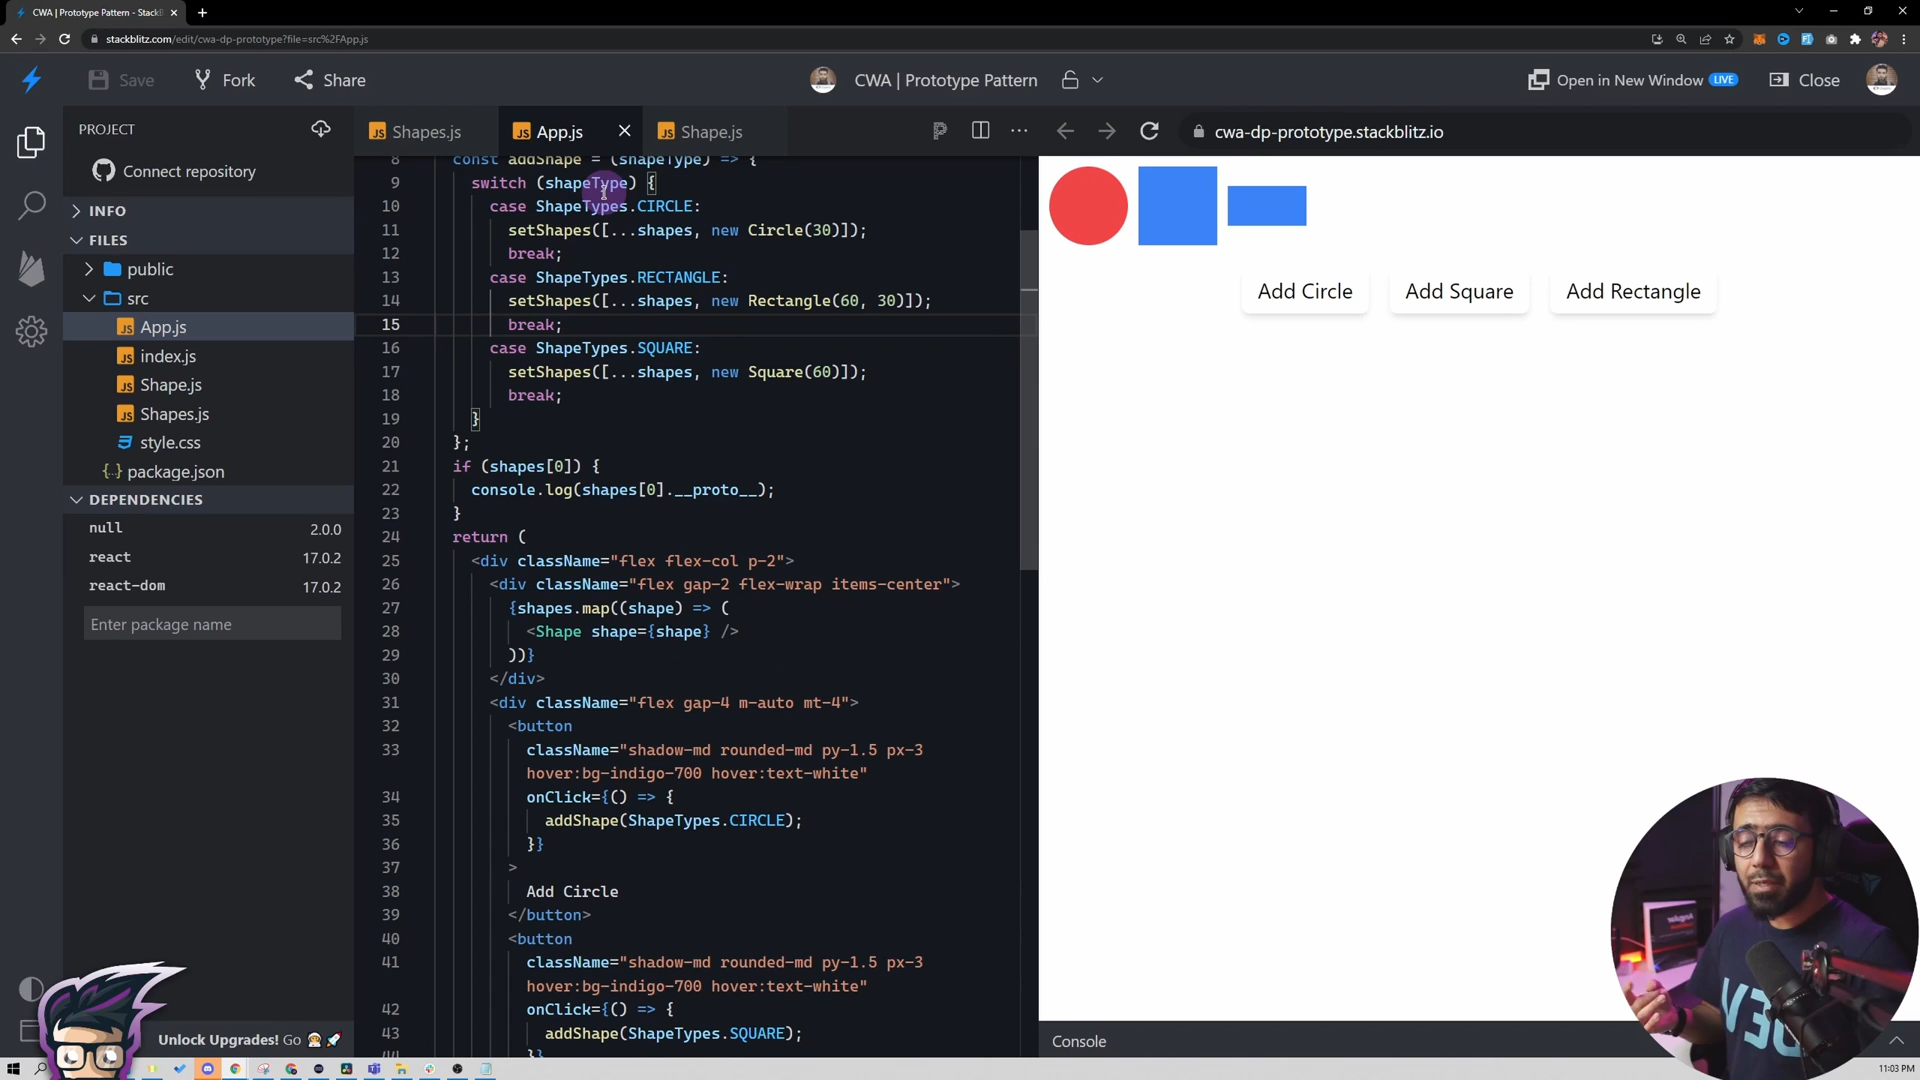 CWA | Prototype Pattern - StackB
stackblitz.com/edit/cwa-dp-prototype?file=src%2FApp.js
Save
Fork
Share
CWA | Prototype Pattern
Open in New Window
LIVE
Close
PROJECT
Connect repository
INFO
FILES
public
src
App.js
index.js
Shape.js
Shapes.js
style.css
package.json
DEPENDENCIES
null 2.0.0
react 17.0.2
react-dom 17.0.2
Enter package name
Unlock Upgrades! Go
JS Shapes.js
JS App.js
JS Shape.js
8 const addShape = (shapeType) => {
9 switch (shapeType) {
10 case ShapeTypes.CIRCLE:
11 setShapes([...shapes, new Circle(30)]);
12 break;
13 case ShapeTypes.RECTANGLE:
14 setShapes([...shapes, new Rectangle(60, 30)]);
15 break;
16 case ShapeTypes.SQUARE:
17 setShapes([...shapes, new Square(60)]);
18 break;
19 }
20 };
21 if (shapes[0]) {
22 console.log(shapes[0].__proto__);
23 }
24 return (
25 <div className="flex flex-col p-2">
26 <div className="flex gap-2 flex-wrap items-center">
27 {shapes.map((shape) => (
28 <Shape shape={shape} />
29 ))}
30 </div>
31 <div className="flex gap-4 m-auto mt-4">
32 <button
33 className="shadow-md rounded-md py-1.5 px-3
hover:bg-indigo-700 hover:text-white"
34 onClick={() => {
35 addShape(ShapeTypes.CIRCLE);
36 }}
37 >
38 Add Circle
39 </button>
40 <button
41 className="shadow-md rounded-md py-1.5 px-3
hover:bg-indigo-700 hover:text-white"
42 onClick={() => {
43 addShape(ShapeTypes.SQUARE);
44 }}
cwa-dp-prototype.stackblitz.io
Add Circle
Add Square
Add Rectangle
Console
11:03 PM